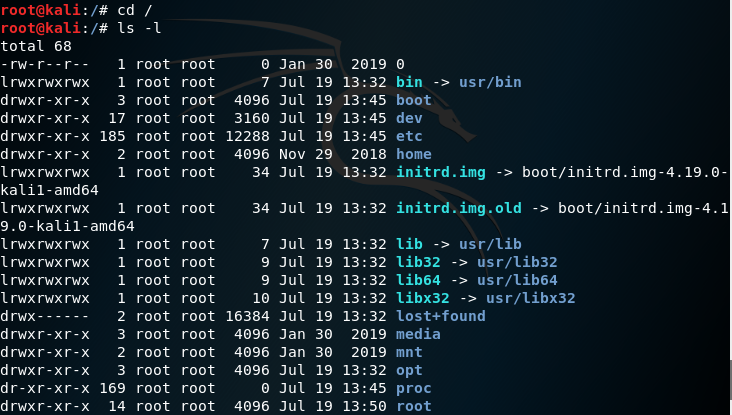 root@kali:/# cd /
root@kali:/# ls -l
total 68
-rw-r--r--   1 root root     0 Jan 30  2019 0
lrwxrwxrwx   1 root root     7 Jul 19 13:32 bin -> usr/bin
drwxr-xr-x   3 root root  4096 Jul 19 13:45 boot
drwxr-xr-x  17 root root  3160 Jul 19 13:45 dev
drwxr-xr-x 185 root root 12288 Jul 19 13:45 etc
drwxr-xr-x   2 root root  4096 Nov 29  2018 home
lrwxrwxrwx   1 root root    34 Jul 19 13:32 initrd.img -> boot/initrd.img-4.19.0-
kali1-amd64
lrwxrwxrwx   1 root root    34 Jul 19 13:32 initrd.img.old -> boot/initrd.img-4.1
9.0-kali1-amd64
lrwxrwxrwx   1 root root     7 Jul 19 13:32 lib -> usr/lib
lrwxrwxrwx   1 root root     9 Jul 19 13:32 lib32 -> usr/lib32
lrwxrwxrwx   1 root root     9 Jul 19 13:32 lib64 -> usr/lib64
lrwxrwxrwx   1 root root    10 Jul 19 13:32 libx32 -> usr/libx32
drwx------   2 root root 16384 Jul 19 13:32 lost+found
drwxr-xr-x   3 root root  4096 Jan 30  2019 media
drwxr-xr-x   2 root root  4096 Jan 30  2019 mnt
drwxr-xr-x   3 root root  4096 Jul 19 13:32 opt
dr-xr-xr-x 169 root root     0 Jul 19 13:45 proc
drwxr-xr-x  14 root root  4096 Jul 19 13:50 root